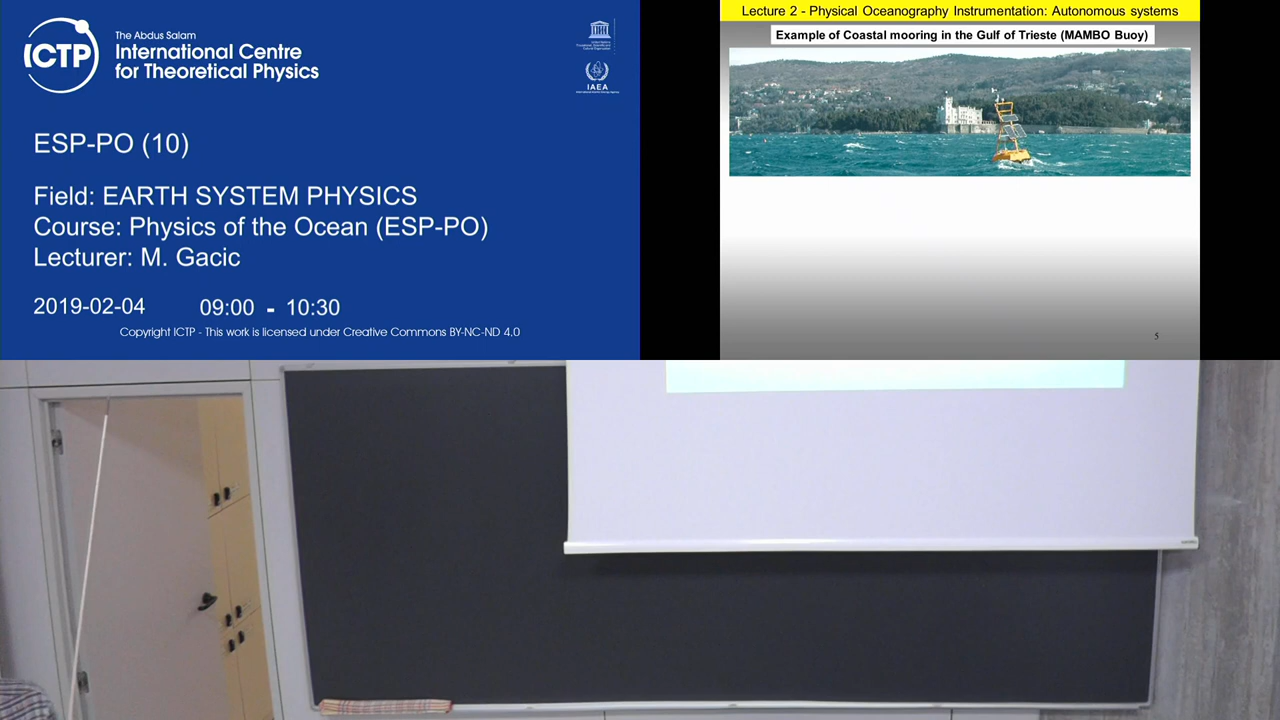 The Abdus Salam
International Centre
for Theoretical Physics
ICTP
IAEA
ESP-PO (10)
Field: EARTH SYSTEM PHYSICS
Course: Physics of the Ocean (ESP-PO)
Lecturer: M. Gacic
2019-02-04 09:00 - 10:30
Copyright ICTP - This work is licensed under Creative Commons BY-NC-ND 4.0
Lecture 2 - Physical Oceanography Instrumentation: Autonomous systems
Example of Coastal mooring in the Gulf of Trieste (MAMBO Buoy)
5